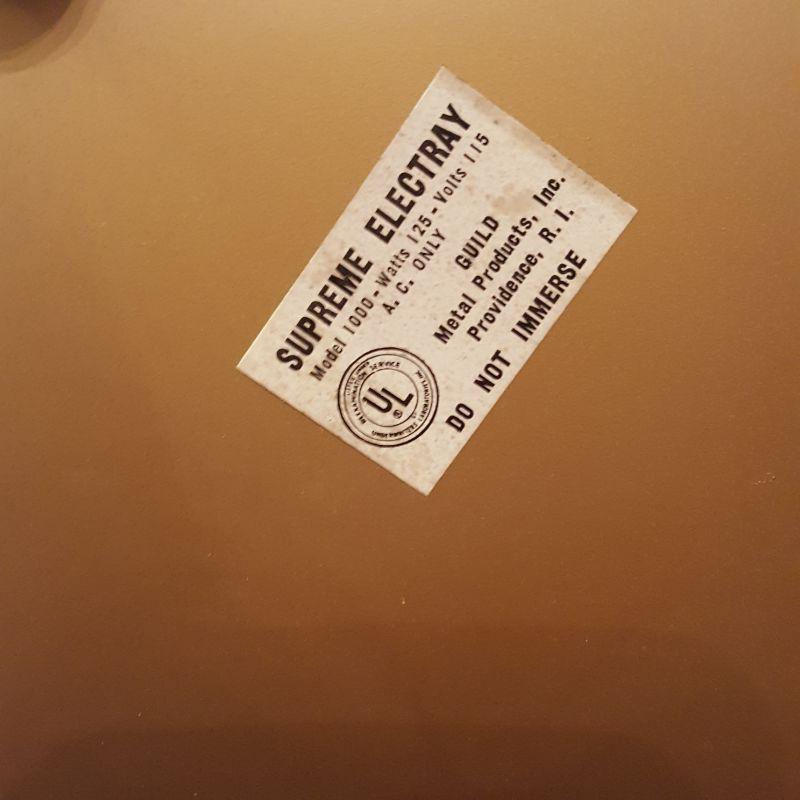 SUPREME ELECTRAY
Model 1000 - Watts 125 - Volts 115
A. C. ONLY
GUILD
Metal Products, Inc.
Providence, R. I.
UL
®
DO NOT IMMERSE